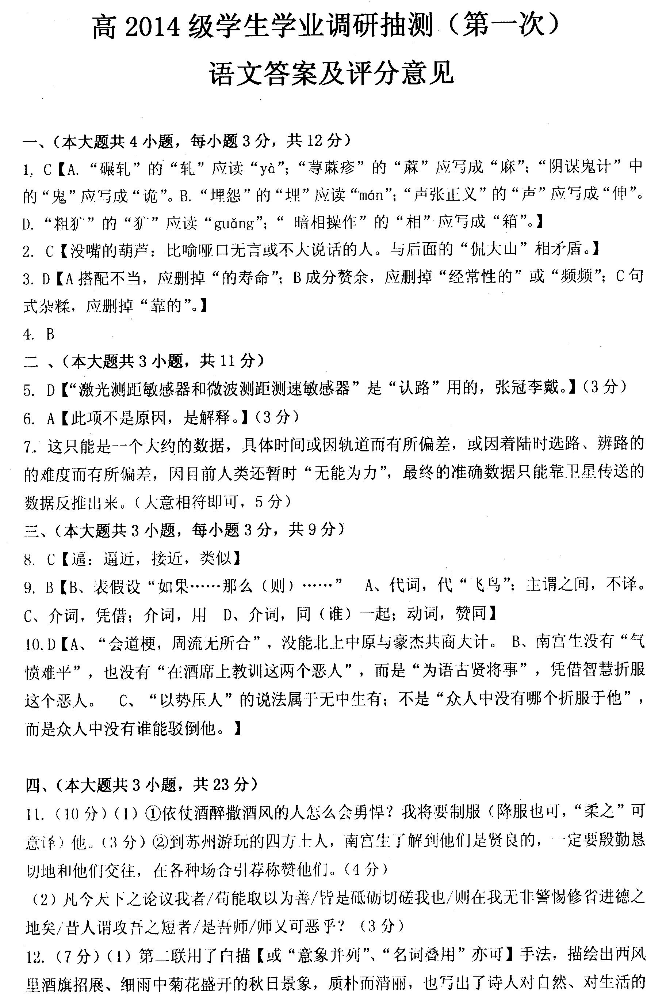 高 2014 级学生学业调研抽测（第一次）
语文答案及评分意见
一、（本大题共 4 小题，每小题 3 分，共 12 分）
1. C【A. “碾轧”的“轧”应读“yà”；“荨蔴疹”的“蔴”应写成“麻”；“阴谋鬼计”中
的“鬼”应写成“诡”。B. “埋怨”的“埋”应读“mán”；“声张正义”的“声”应写成“伸”。
D. “粗犷”的“犷”应读“guǎng”；“ 暗相操作”的“相”应写成“箱”。】
2. C【没嘴的葫芦：比喻哑口无言或不大说话的人。与后面的“侃大山”相矛盾。】
3. D【A 搭配不当，应删掉“的寿命”；B 成分赘余，应删掉“经常性的”或“频频”；C 句
式杂糅，应删掉“靠的”。】
4. B
二 、（本大题共 3 小题，共 11 分）
5. D【“激光测距敏感器和微波测距测速敏感器”是“认路”用的，张冠李戴。】（3 分）
6. A【此项不是原因，是解释。】（3 分）
7. 这只能是一个大约的数据，具体时间或因轨道而有所偏差，或因着陆时选路、辨路的
的难度而有所偏差，因目前人类还暂时“无能为力”，最终的准确数据只能靠卫星传送的
数据反推出来。（大意相符即可，5 分）
三、（本大题共 3 小题，每小题 3 分，共 9 分）
8. C【逼：逼近，接近，类似】
9. B【B、表假设“如果……那么（则）……” A、代词，代“飞鸟”；主谓之间，不译。
C、介词，凭借；介词，用 D、介词，同（谁）一起；动词，赞同】
10. D【A、“会道梗，周流无所合”，没能北上中原与豪杰共商大计。 B、南宫生没有“气
愤难平”，也没有“在酒席上教训这两个恶人”，而是“为语古贤将事”，凭借智慧折服
这个恶人。 C、“以势压人”的说法属于无中生有；不是“众人中没有哪个折服于他”，
而是众人中没有谁能驳倒他。】
四、（本大题共 3 小题，共 23 分）
11.（10 分）（1）①依仗酒醉撒酒风的人怎么会勇悍？我将要制服（降服也可，“柔之”可
意译）他。（3 分）②到苏州游玩的四方士人，南宫生了解到他们是贤良的，一定要殷勤恳
切地和他们交往，在各种场合引荐称赞他们。（4 分）
（2）凡今天下之论议我者/苟能取以为善/皆是砥砺切磋我也/则在我无非警惕修省进德之
地矣/昔人谓攻吾之短者/是吾师/师又可恶乎？（3 分）
12.（7 分）（1）第二联用了白描【或“意象并列”、“名词叠用”亦可】手法，描绘出西风
里酒旗招展、细雨中菊花盛开的秋日景象，质朴而清丽，也写出了诗人对自然、对生活的